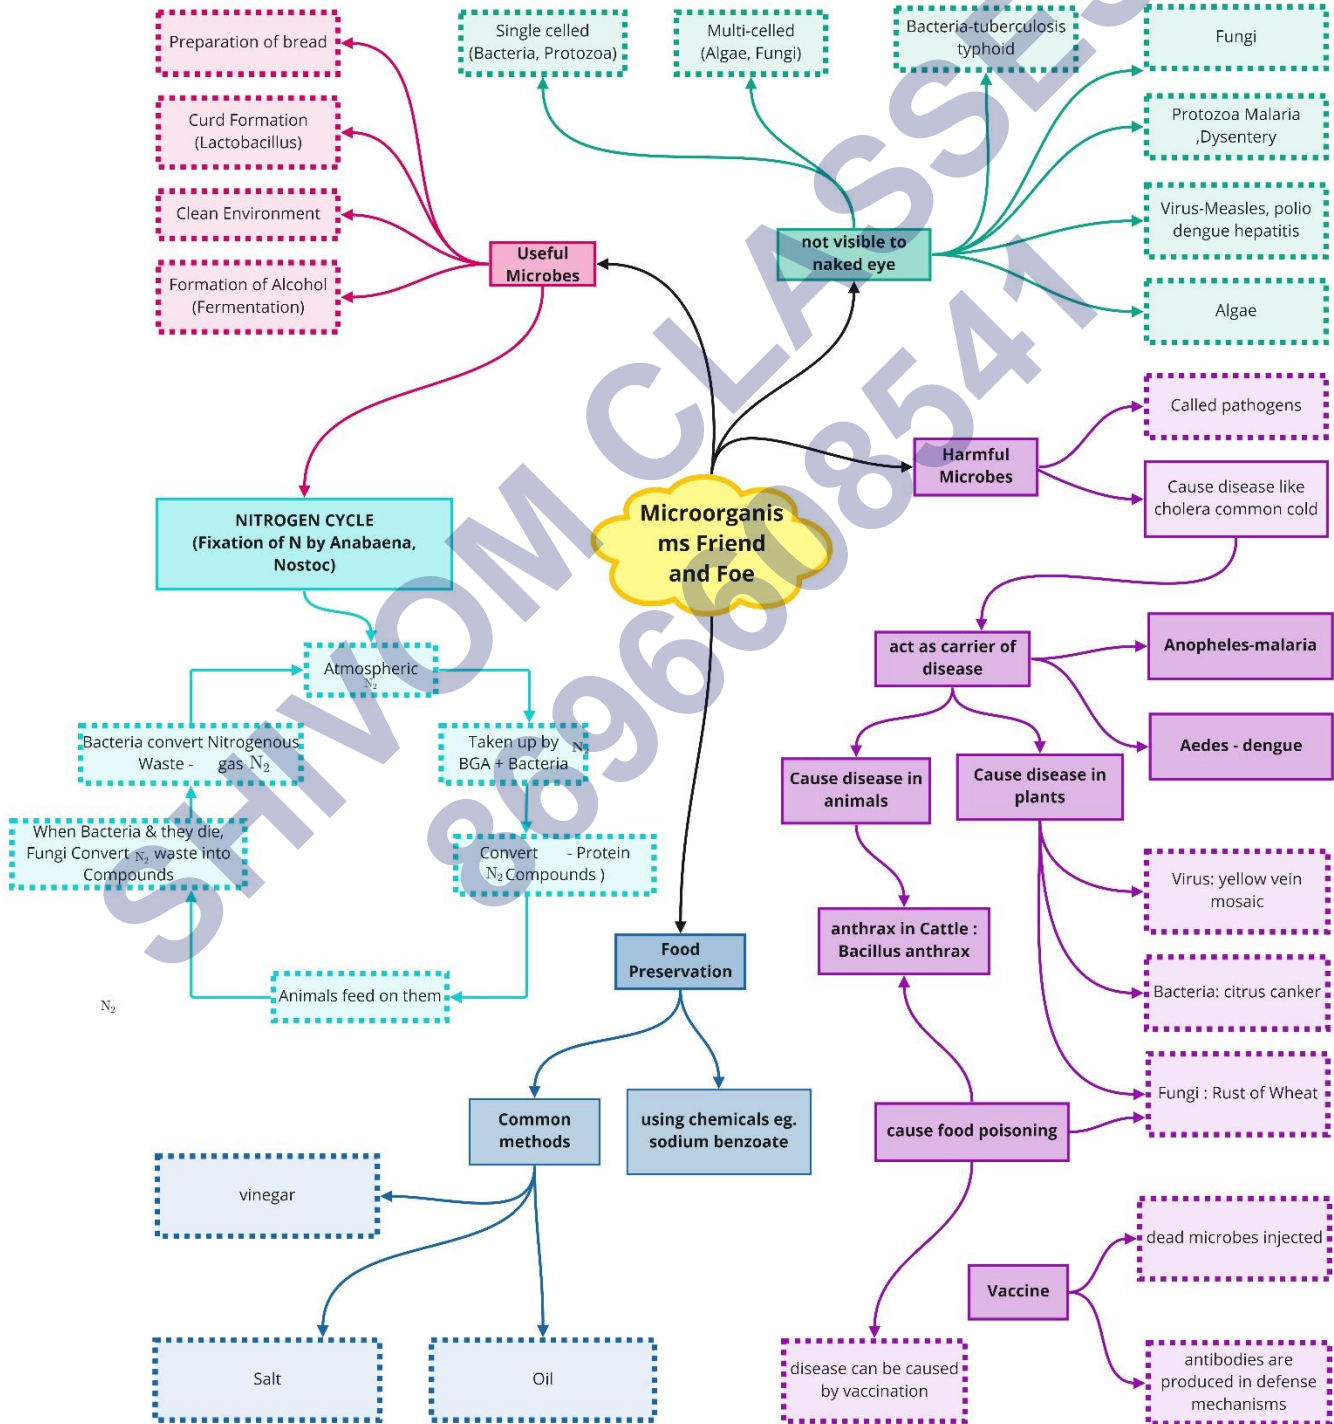 Preparation of bread
Single celled
(Bacteria, Protozoa)
Multi-celled
(Algae, Fungi)
Bacteria-tuberculosis
typhoid
Fungi
Curd Formation
(Lactobacillus)
Protozoa Malaria
,Dysentery
Clean Environment
Virus-Measles, polio
dengue hepatitis
Formation of Alcohol
(Fermentation)
Useful
Microbes
not visible to
naked eye
Algae
Called pathogens
Harmful
Microbes
Cause disease like
cholera common cold
Microorganis
ms Friend
and Foe
NITROGEN CYCLE
(Fixation of N by Anabaena,
Nostoc)
Atmospheric
N2
Bacteria convert Nitrogenous
Waste - gas N2
Taken up by N2
BGA + Bacteria
When Bacteria & they die,
Fungi Convert N2 waste into
Compounds
Convert - Protein
N2 Compounds )
Animals feed on them
N2
act as carrier of
disease
Anopheles-malaria
Aedes - dengue
Cause disease in
animals
Cause disease in
plants
Virus: yellow vein
mosaic
anthrax in Cattle :
Bacillus anthrax
Bacteria: citrus canker
Fungi : Rust of Wheat
cause food poisoning
Food
Preservation
Common
methods
using chemicals eg.
sodium benzoate
vinegar
Salt
Oil
disease can be caused
by vaccination
Vaccine
dead microbes injected
antibodies are
produced in defense
mechanisms
SHIVOM CLASSES
8696608541